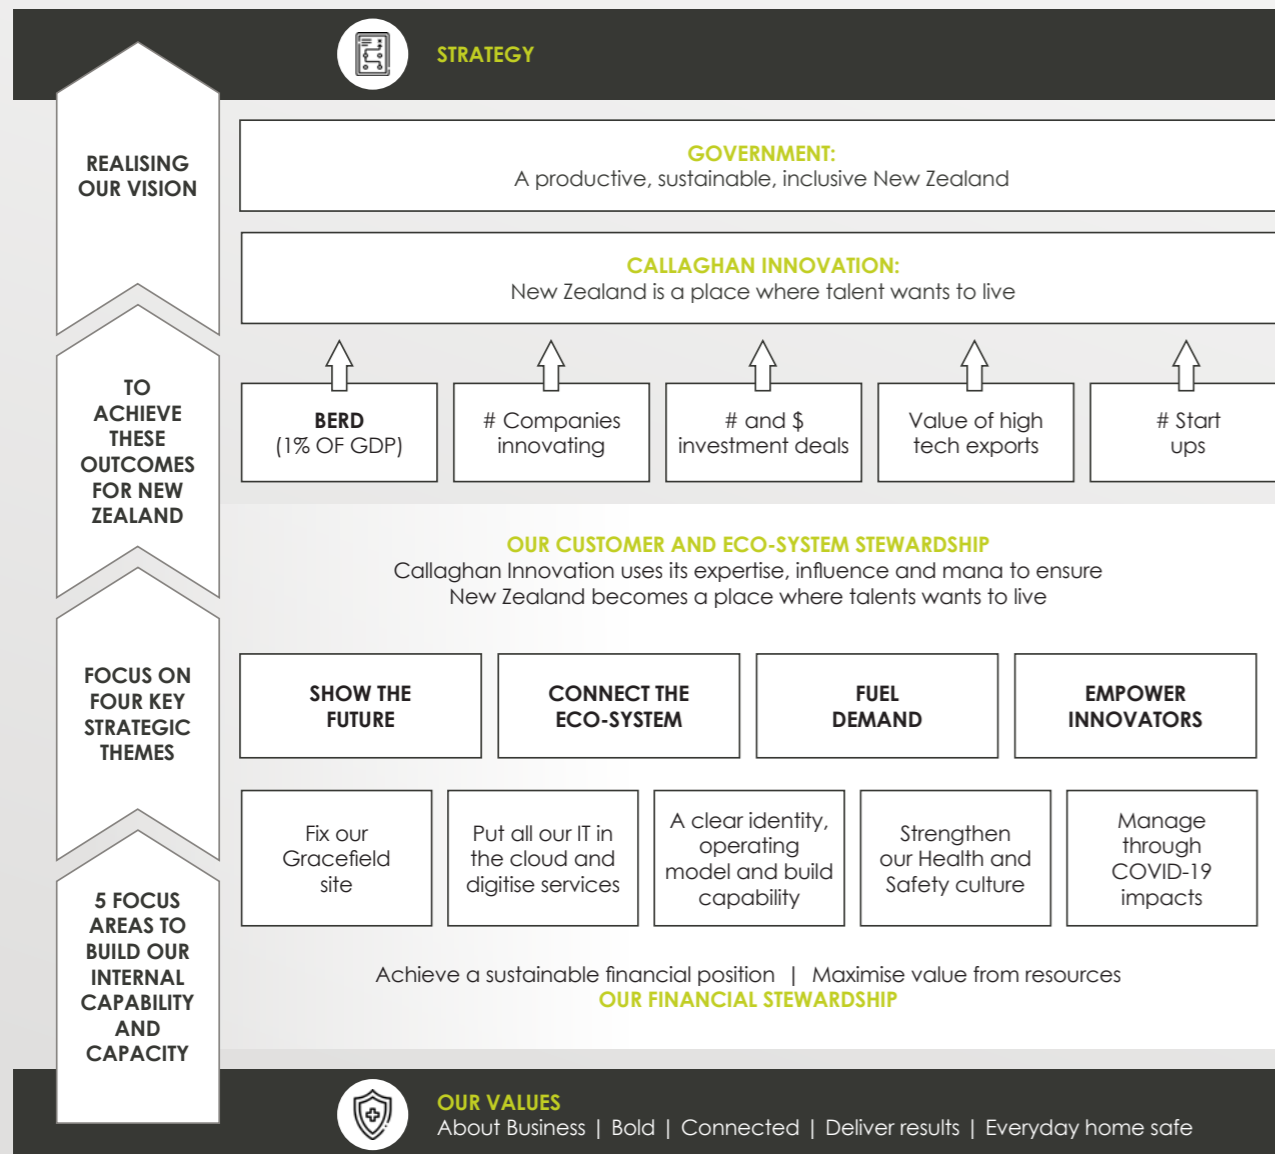 STRATEGY
REALISING
OUR VISION
GOVERNMENT:
A productive, sustainable, inclusive New Zealand
CALLAGHAN INNOVATION:
New Zealand is a place where talent wants to live
TO
ACHIEVE
THESE
OUTCOMES
FOR NEW
ZEALAND
BERD
(1% OF GDP)
# Companies
innovating
# and $
investment deals
Value of high
tech exports
# Start
ups
OUR CUSTOMER AND ECO-SYSTEM STEWARDSHIP
Callaghan Innovation uses its expertise, influence and mana to ensure
New Zealand becomes a place where talents wants to live
FOCUS ON
FOUR KEY
STRATEGIC
THEMES
SHOW THE
FUTURE
CONNECT THE
ECO-SYSTEM
FUEL
DEMAND
EMPOWER
INNOVATORS
5 FOCUS
AREAS TO
BUILD OUR
INTERNAL
CAPABILITY
AND
CAPACITY
Fix our
Gracefield
site
Put all our IT in
the cloud and
digitise services
A clear identity,
operating
model and build
capability
Strengthen
our Health and
Safety culture
Manage
through
COVID-19
impacts
Achieve a sustainable financial position | Maximise value from resources
OUR FINANCIAL STEWARDSHIP
OUR VALUES
About Business | Bold | Connected | Deliver results | Everyday home safe